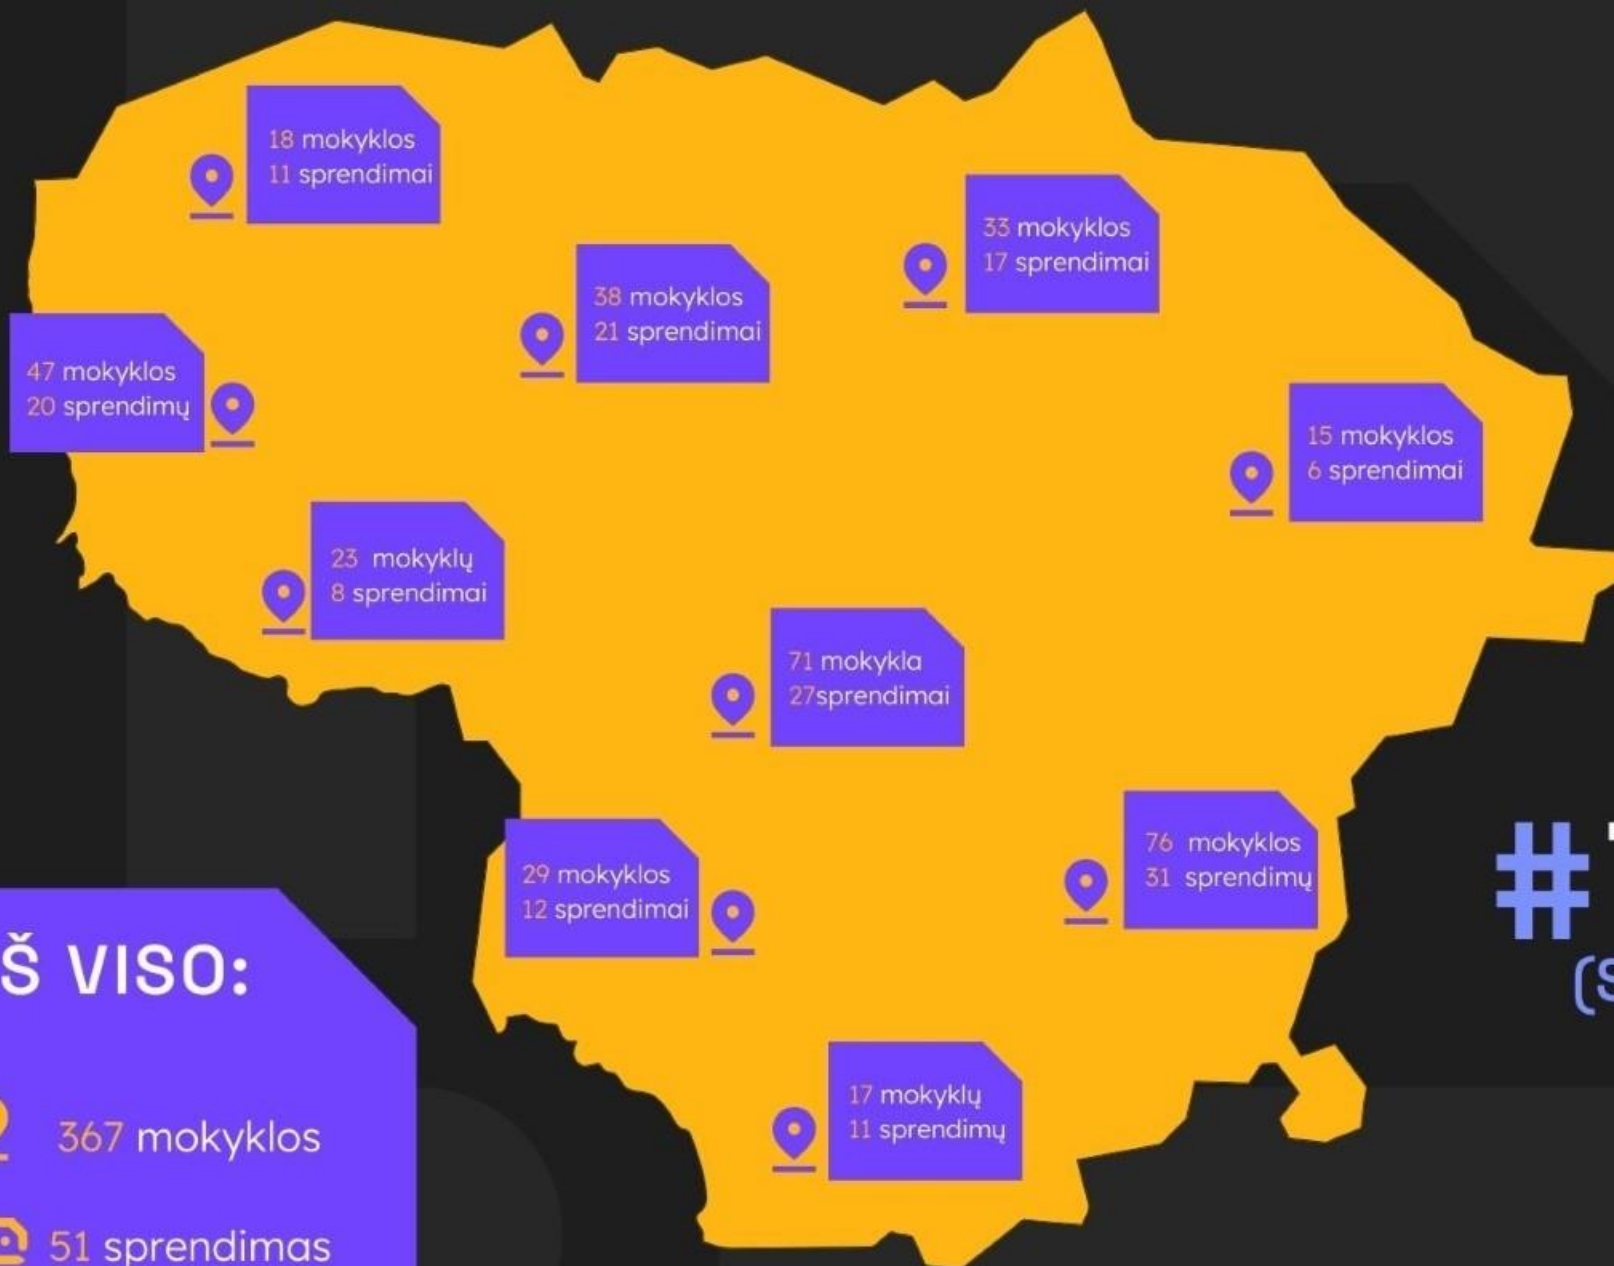 18 mokyklos
11 sprendimai
33 mokyklos
17 sprendimai
38 mokyklos
21 sprendimai
47 mokyklos
20 sprendimų
15 mokyklos
6 sprendimai
23 mokyklų
8 sprendimai
71 mokykla
27sprendimai
76 mokyklos
31 sprendimų
29 mokyklos
12 sprendimai
17 mokyklų
11 sprendimų
Š VISO:
367 mokyklos
51 sprendimas
#
(S